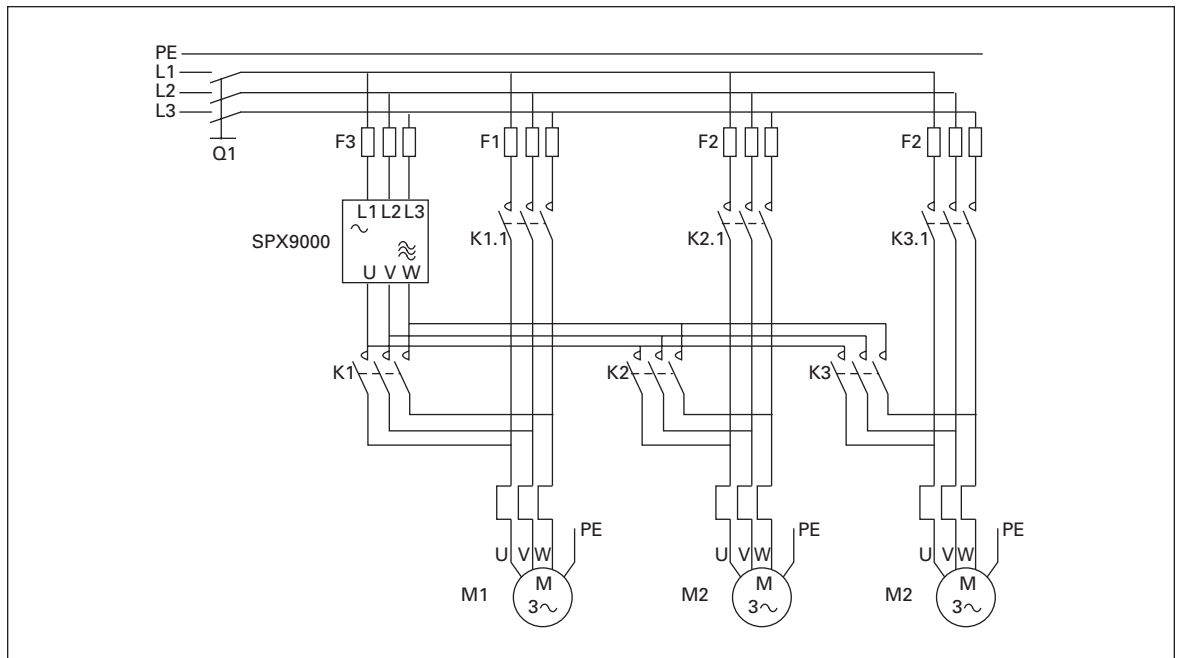 PE
L1
L2
L3
Q1
F3
F1
F2
F2
L1 L2 L3
SPX9000
U V W
K1.1
K2.1
K3.1
K1
K2
K3
PE
PE
PE
U V W
U V W
U V W
M1
M
3~
M2
M
3~
M2
M
3~